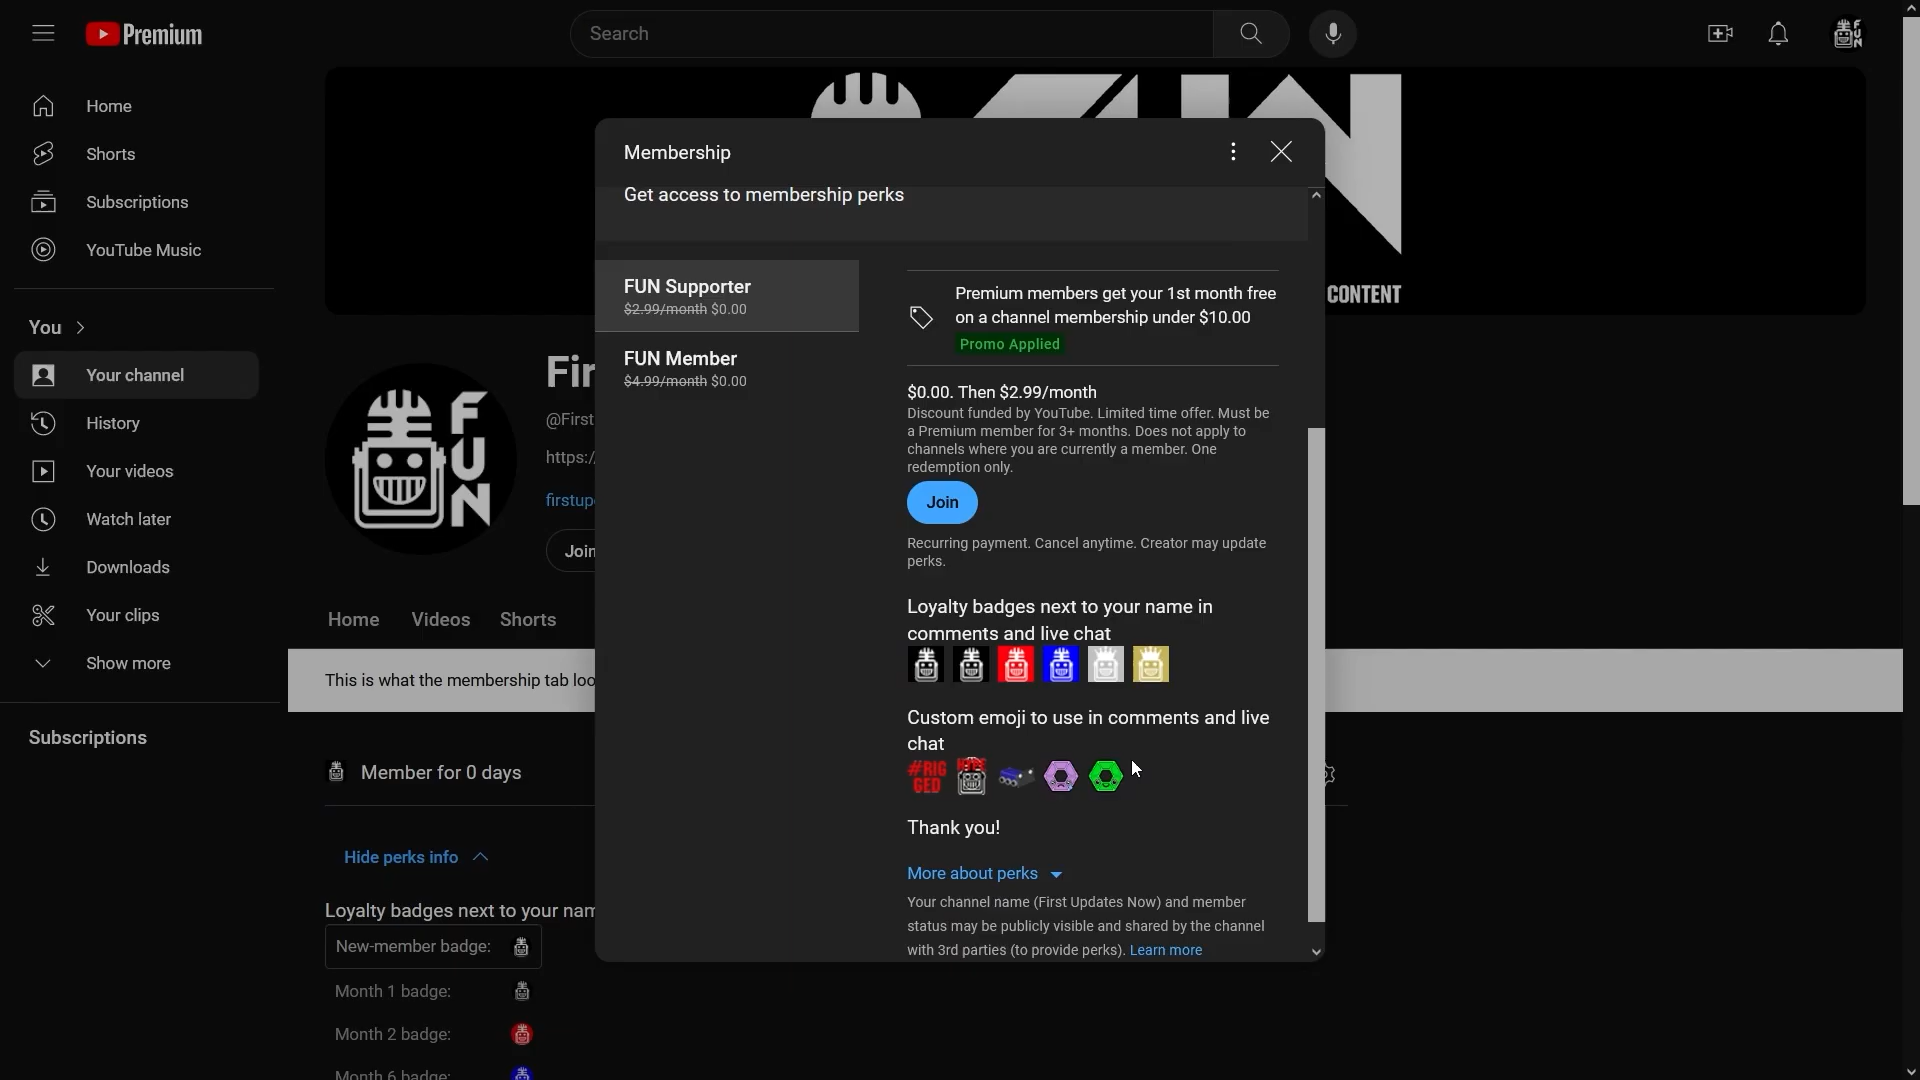 Premium
Search
FUN
Home
Shorts
Subscriptions
YouTube Music
You
Your channel
History
Your videos
Watch later
Downloads
Your clips
Show more
Subscriptions
CONTENT
FUN
Fir
@First
https:/
firstup
Join
Home
Videos
Shorts
This is what the membership tab loo
Member for 0 days
Hide perks info
Loyalty badges next to your nam
New-member badge:
Month 1 badge:
Month 2 badge:
Month 6 badge:
Membership
Get access to membership perks
FUN Supporter
$2.99/month $0.00
FUN Member
$4.99/month $0.00
Premium members get your 1st month free
on a channel membership under $10.00
Promo Applied
$0.00. Then $2.99/month
Discount funded by YouTube. Limited time offer. Must be
a Premium member for 3+ months. Does not apply to
channels where you are currently a member. One
redemption only.
Join
Recurring payment. Cancel anytime. Creator may update
perks.
Loyalty badges next to your name in
comments and live chat
Custom emoji to use in comments and live
chat
#RIG
GED
HYPE
Thank you!
More about perks
Your channel name (First Updates Now) and member
status may be publicly visible and shared by the channel
with 3rd parties (to provide perks). Learn more